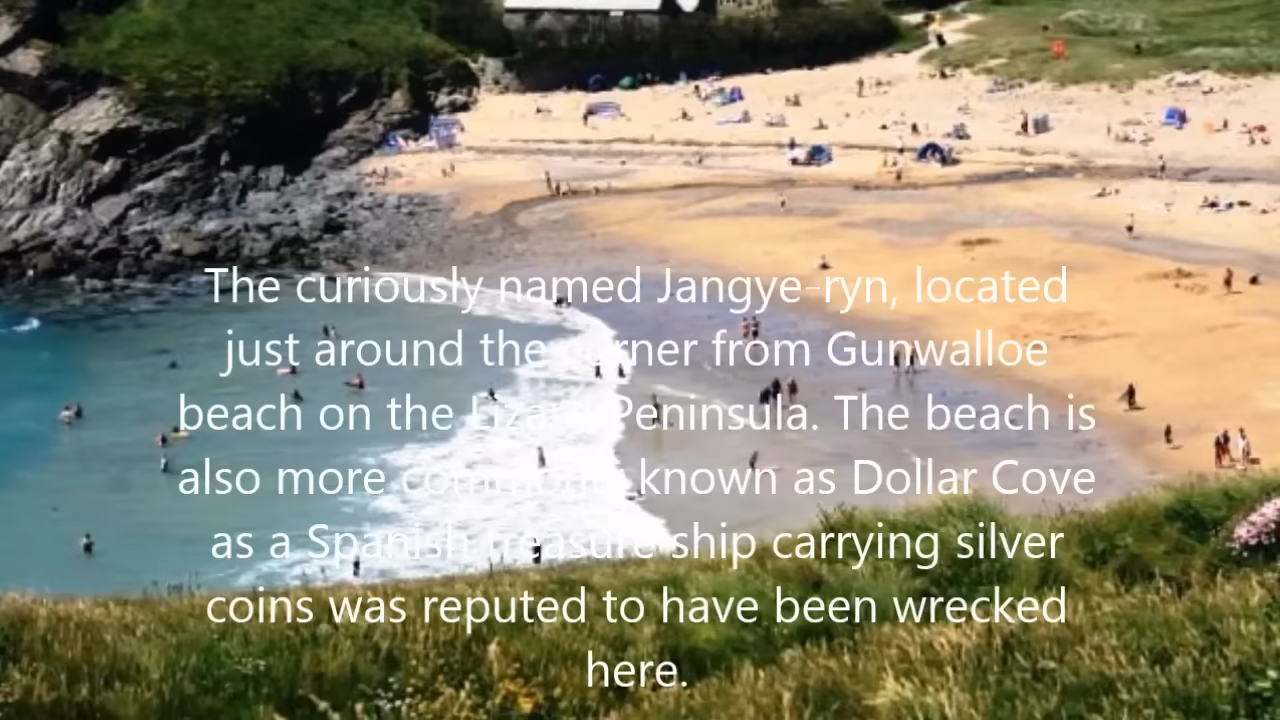 The curiously named Jangye-ryn, located
just around the corner from Gunwalloe
beach on the Lizard Peninsula. The beach is
also more commonly known as Dollar Cove
as a Spanish treasure ship carrying silver
coins was reputed to have been wrecked
here.